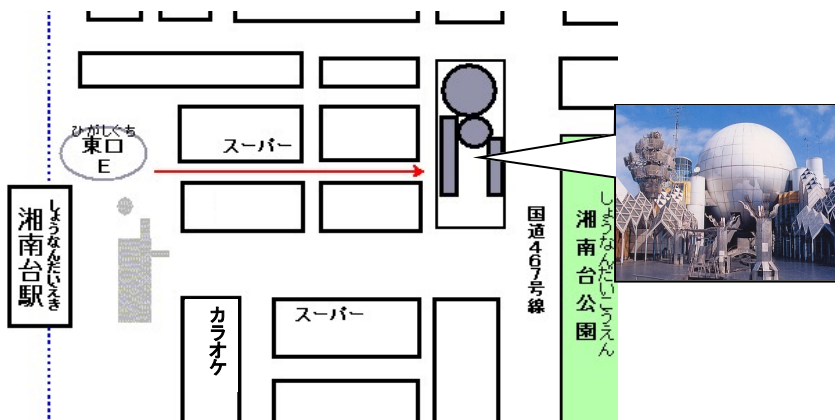 ひがしぐち
東口
E
スーパー
湘南台駅
しょうなんだいえき
カラオケ
スーパー
国道467号線
湘南台公園
しょうなんだいこうえん